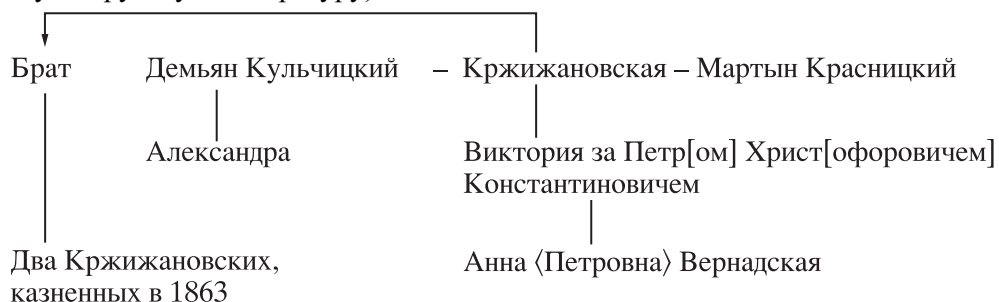 Брат Демьян Кульчицкий – Кржижановская – Мартын Красницкий
Александра
Виктория за Петр[ом] Христ[офоровичем]
Константиновичем
Два Кржижановских,
казненных в 1863
Анна ⟨Петровна⟩ Вернадская